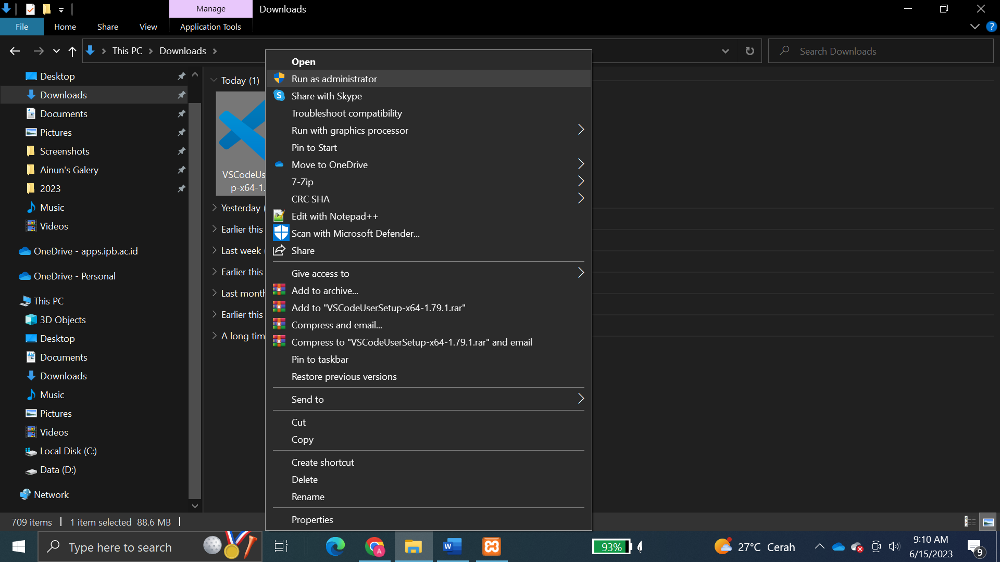 Manage
Downloads
File
Home
Share
View
Application Tools
This PC
Downloads
Search Downloads
Desktop
Downloads
Documents
Pictures
Screenshots
Ainun's Galery
2023
Music
Videos
OneDrive - apps.ipb.ac.id
OneDrive - Personal
This PC
3D Objects
Desktop
Documents
Downloads
Music
Pictures
Videos
Local Disk (C:)
Data (D:)
Network
Today (1)
VSCodeUs
p-x64-1.
Yesterday (
Earlier this
Last week (
Earlier this
Last month
Earlier this
A long tim
Open
Run as administrator
Share with Skype
Troubleshoot compatibility
Run with graphics processor
Pin to Start
Move to OneDrive
7-Zip
CRC SHA
Edit with Notepad++
Scan with Microsoft Defender...
Share
Give access to
Add to archive...
Add to "VSCodeUserSetup-x64-1.79.1.rar"
Compress and email...
Compress to "VSCodeUserSetup-x64-1.79.1.rar" and email
Pin to taskbar
Restore previous versions
Send to
Cut
Copy
Create shortcut
Delete
Rename
Properties
709 items
1 item selected 88.6 MB
Type here to search
A
W
93%
27°C Cerah
9:10 AM
6/15/2023
9